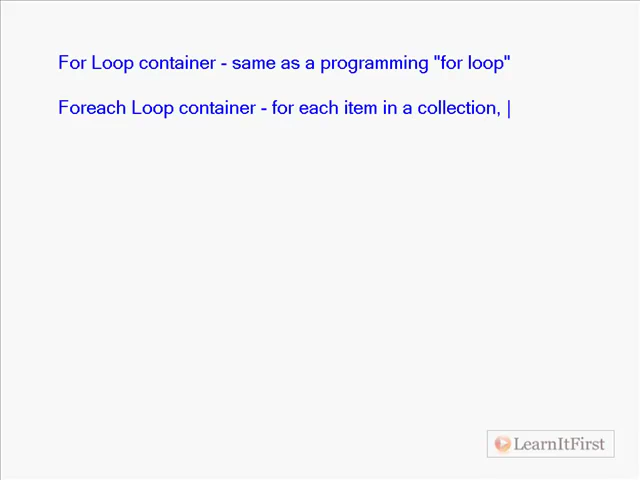 For Loop container - same as a programming "for loop"
Foreach Loop container - for each item in a collection,
LearnItFirst